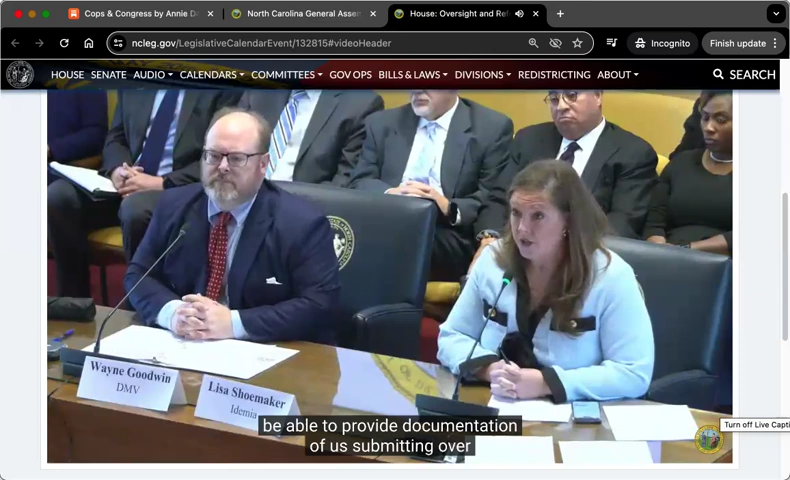 Cops & Congress by Annie D
North Carolina General Assem
House: Oversight and Ref
ncleg.gov/LegislativeCalendarEvent/132815#videoHeader
Incognito
Finish update
HOUSE SENATE AUDIO CALENDARS COMMITTEES GOV OPS BILLS & LAWS DIVISIONS REDISTRICTING ABOUT SEARCH
Wayne Goodwin
DMV
Lisa Shoemaker
Idemia
be able to provide documentation
of us submitting over
Turn off Live Capti